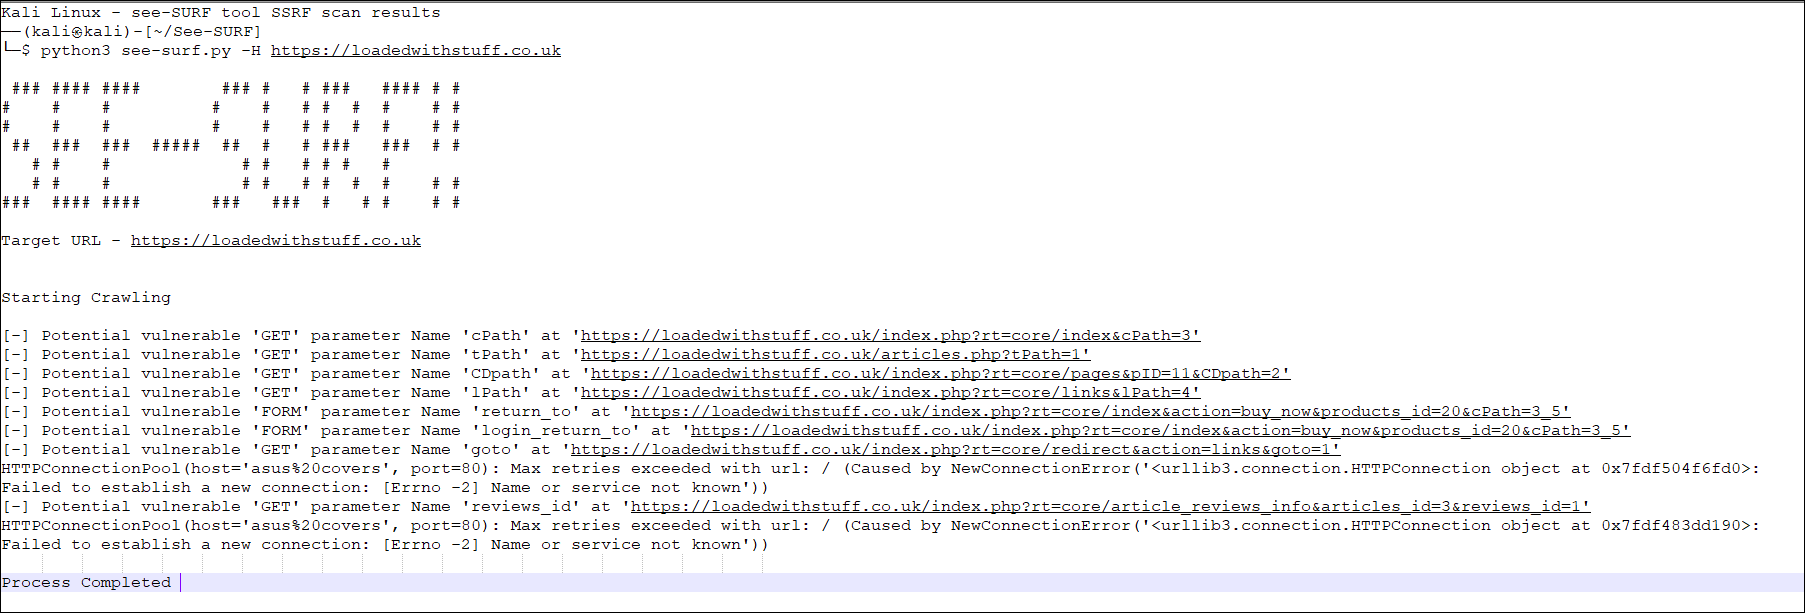 Kali Linux - see-SURF tool SSRF scan results
──(kali㉿kali)-[~/See-SURF]
└─$ python3 see-surf.py -H https://loadedwithstuff.co.uk
 ### #### ####        ### #   # ###   #### # #
#    #    #          #    #   # #  #  #    # #
#    #    #          #    #   # #  #  #    # #
 ##  ###  ###  #####  ##  #   # ###   ###  # #
   # #    #             # #   # # #   #
   # #    #             # #   # #  #  #    # #
###  #### ####       ###   ###  #   # #    # #
Target URL - https://loadedwithstuff.co.uk
Starting Crawling
[-] Potential vulnerable 'GET' parameter Name 'cPath' at 'https://loadedwithstuff.co.uk/index.php?rt=core/index&cPath=3'
[-] Potential vulnerable 'GET' parameter Name 'tPath' at 'https://loadedwithstuff.co.uk/articles.php?tPath=1'
[-] Potential vulnerable 'GET' parameter Name 'CDpath' at 'https://loadedwithstuff.co.uk/index.php?rt=core/pages&pID=11&CDpath=2'
[-] Potential vulnerable 'GET' parameter Name 'lPath' at 'https://loadedwithstuff.co.uk/index.php?rt=core/links&lPath=4'
[-] Potential vulnerable 'FORM' parameter Name 'return_to' at 'https://loadedwithstuff.co.uk/index.php?rt=core/index&action=buy_now&products_id=20&cPath=3_5'
[-] Potential vulnerable 'FORM' parameter Name 'login_return_to' at 'https://loadedwithstuff.co.uk/index.php?rt=core/index&action=buy_now&products_id=20&cPath=3_5'
[-] Potential vulnerable 'GET' parameter Name 'goto' at 'https://loadedwithstuff.co.uk/index.php?rt=core/redirect&action=links&goto=1'
HTTPConnectionPool(host='asus%20covers', port=80): Max retries exceeded with url: / (Caused by NewConnectionError('<urllib3.connection.HTTPConnection object at 0x7fdf504f6fd0>:
Failed to establish a new connection: [Errno -2] Name or service not known'))
[-] Potential vulnerable 'GET' parameter Name 'reviews_id' at 'https://loadedwithstuff.co.uk/index.php?rt=core/article_reviews_info&articles_id=3&reviews_id=1'
HTTPConnectionPool(host='asus%20covers', port=80): Max retries exceeded with url: / (Caused by NewConnectionError('<urllib3.connection.HTTPConnection object at 0x7fdf483dd190>:
Failed to establish a new connection: [Errno -2] Name or service not known'))
Process Completed